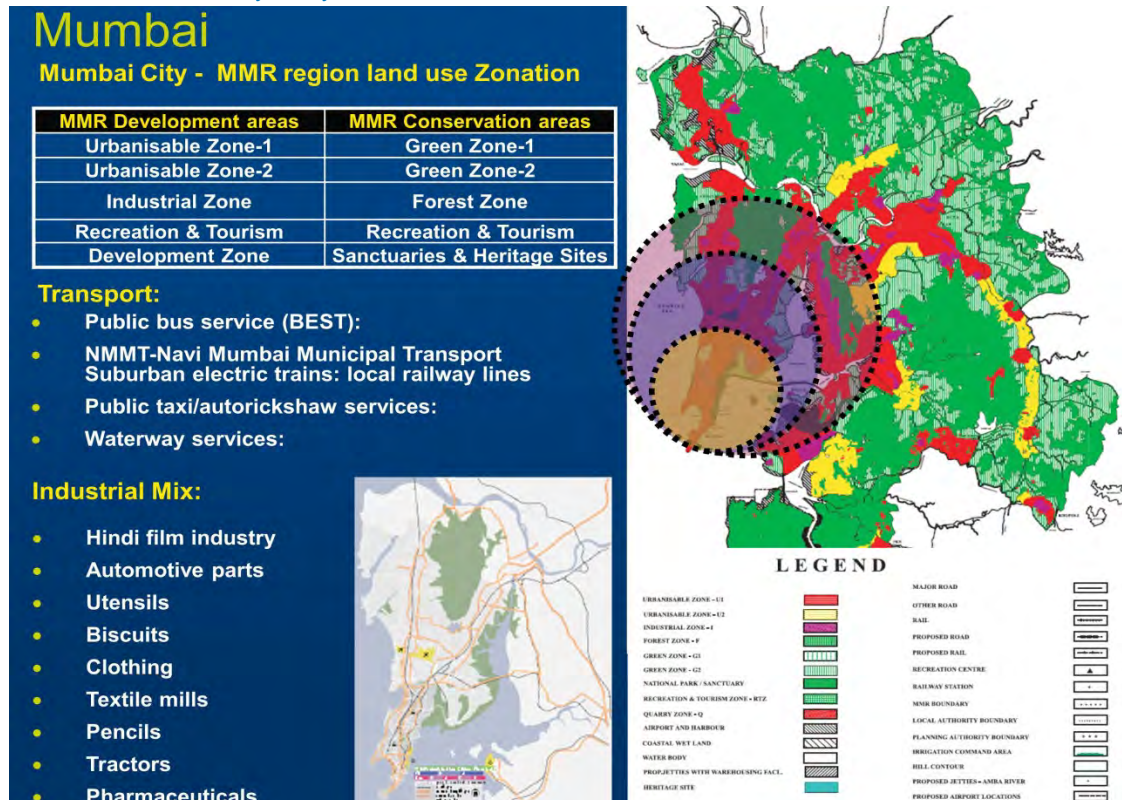 Mumbai
Mumbai City - MMR region land use Zonation
MMR Development areas MMR Conservation areas
Urbanisable Zone-1 Green Zone-1
Urbanisable Zone-2 Green Zone-2
Industrial Zone Forest Zone
Recreation & Tourism Recreation & Tourism
Development Zone Sanctuaries & Heritage Sites
Transport:
• Public bus service (BEST):
• NMMT-Navi Mumbai Municipal Transport
Suburban electric trains: local railway lines
• Public taxi/autorickshaw services:
• Waterway services:
Industrial Mix:
• Hindi film industry
• Automotive parts
• Utensils
• Biscuits
• Clothing
• Textile mills
• Pencils
• Tractors
• Pharmaceuticals
LEGEND
URBANISABLE ZONE - U1
URBANISABLE ZONE - U2
INDUSTRIAL ZONE - I
FOREST ZONE - F
GREEN ZONE - G1
GREEN ZONE - G2
NATIONAL PARK / SANCTUARY
RECREATION & TOURISM ZONE - RTZ
QUARRY ZONE - Q
AIRPORT AND HARBOUR
COASTAL WET LAND
WATER BODY
PROP.JETTIES WITH WAREHOUSING FACL.
HERITAGE SITE
MAJOR ROAD
OTHER ROAD
RAIL
PROPOSED ROAD
PROPOSED RAIL
RECREATION CENTRE
RAILWAY STATION
MMR BOUNDARY
LOCAL AUTHORITY BOUNDARY
PLANNING AUTHORITY BOUNDARY
IRRIGATION COMMAND AREA
HILL CONTOUR
PROPOSED JETTIES - AMBA RIVER
PROPOSED AIRPORT LOCATIONS